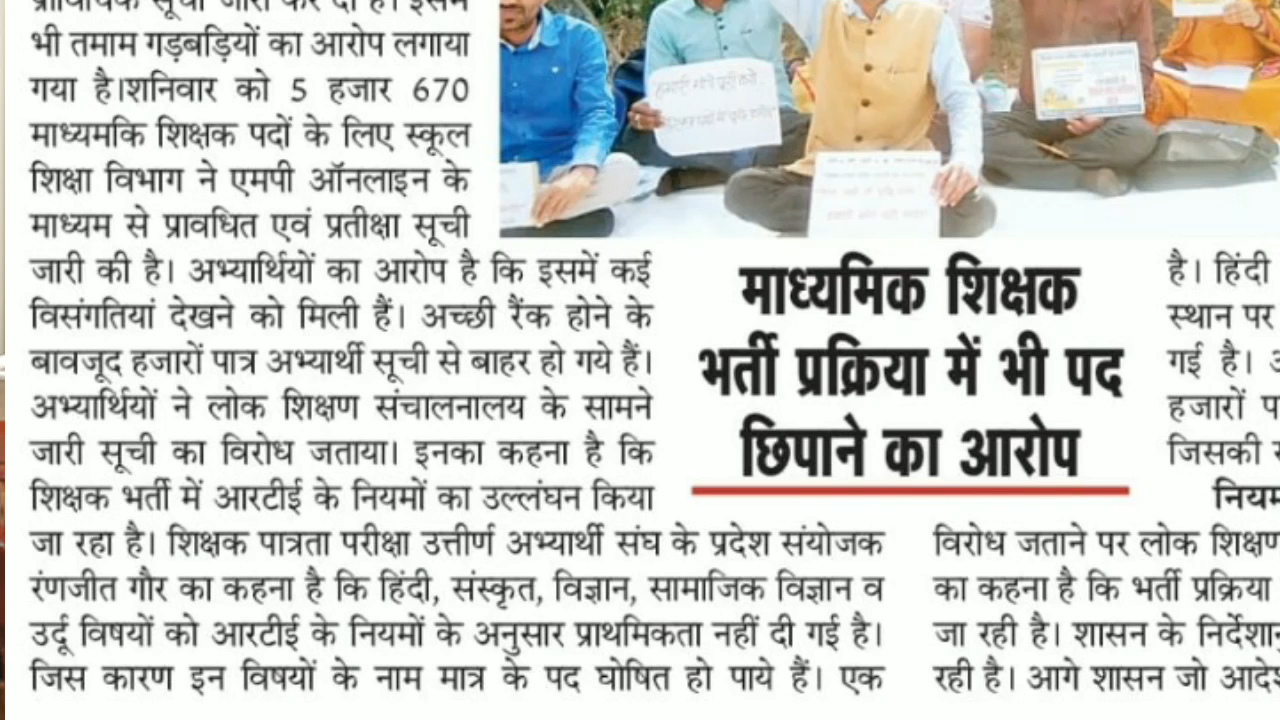 भी तमाम गड़बड़ियों का आरोप लगाया
गया है।शनिवार को 5 हजार 670
माध्यमकि शिक्षक पदों के लिए स्कूल
शिक्षा विभाग ने एमपी ऑनलाइन के
माध्यम से प्रावधित एवं प्रतीक्षा सूची
जारी की है। अभ्यार्थियों का आरोप है कि इसमें कई
विसंगतियां देखने को मिली हैं। अच्छी रैंक होने के
बावजूद हजारों पात्र अभ्यार्थी सूची से बाहर हो गये हैं।
अभ्यार्थियों ने लोक शिक्षण संचालनालय के सामने
जारी सूची का विरोध जताया। इनका कहना है कि
शिक्षक भर्ती में आरटीई के नियमों का उल्लंघन किया
जा रहा है। शिक्षक पात्रता परीक्षा उत्तीर्ण अभ्यार्थी संघ के प्रदेश संयोजक
रंणजीत गौर का कहना है कि हिंदी, संस्कृत, विज्ञान, सामाजिक विज्ञान व
उर्दू विषयों को आरटीई के नियमों के अनुसार प्राथमिकता नहीं दी गई है।
जिस कारण इन विषयों के नाम मात्र के पद घोषित हो पाये हैं। एक
माध्यमिक शिक्षक
भर्ती प्रक्रिया में भी पद
छिपाने का आरोप
है। हिंदी
स्थान पर
गई है।
हजारों
जिसकी
विरोध जताने पर लोक शिक्षण
का कहना है कि भर्ती प्रक्रिया
जा रही है। शासन के
रही है। आगे शासन जो